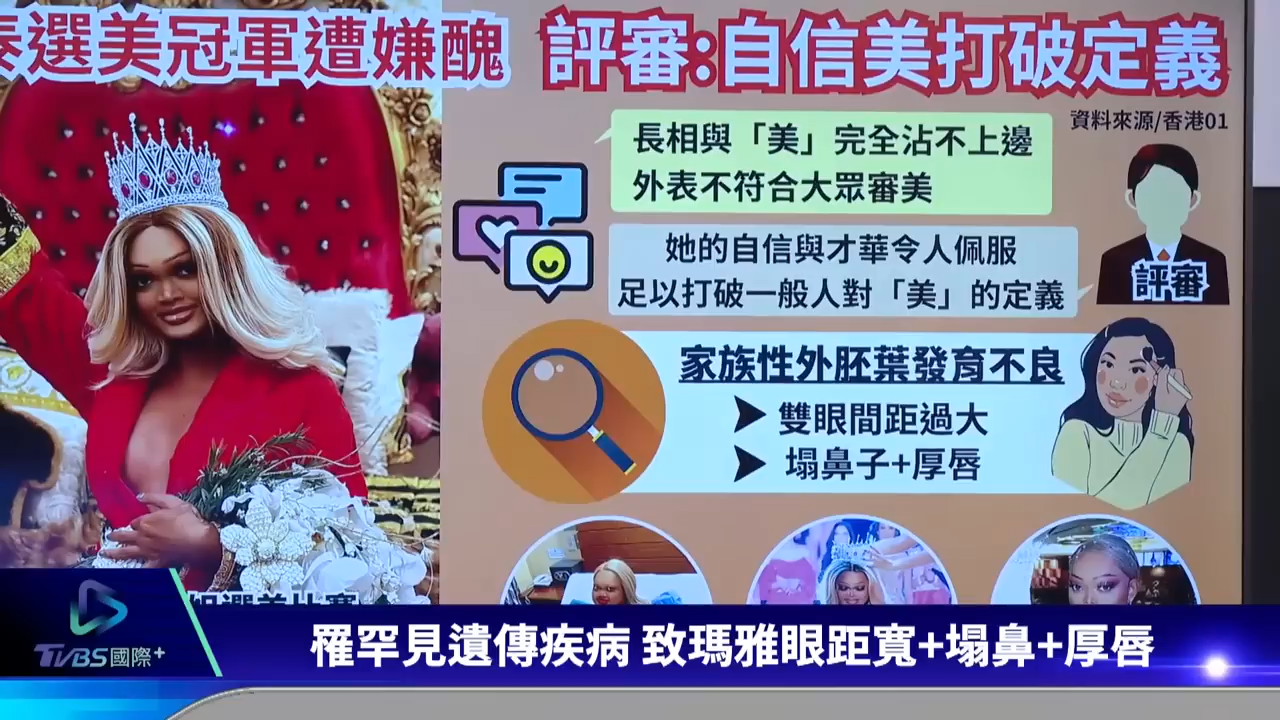 泰選美冠軍遭嫌醜 評審:自信美打破定義
資料來源/香港01
長相與「美」完全沾不上邊
外表不符合大眾審美
她的自信與才華令人佩服
足以打破一般人對「美」的定義
評審
家族性外胚葉發育不良
雙眼間距過大
塌鼻子+厚唇
姐選美比賽
罹罕見遺傳疾病 致瑪雅眼距寬+塌鼻+厚唇
TVBS國際+